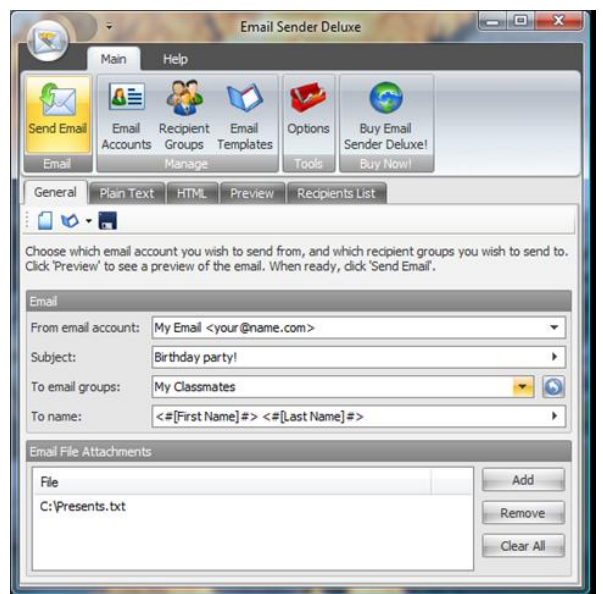 Email Sender Deluxe
Main Help
Send Email
Email Accounts
Recipient Groups
Email Templates
Options
Buy Email Sender Deluxe!
Email
Manage
Tools
Buy Now!
General Plain Text HTML Preview Recipients List
Choose which email account you wish to send from, and which recipient groups you wish to send to.
Click 'Preview' to see a preview of the email. When ready, click 'Send Email'.
Email
From email account: My Email <your@name.com>
Subject: Birthday party!
To email groups: My Classmates
To name: <#[First Name]#> <#[Last Name]#>
Email File Attachments
File
Add
C:\Presents.txt
Remove
Clear All